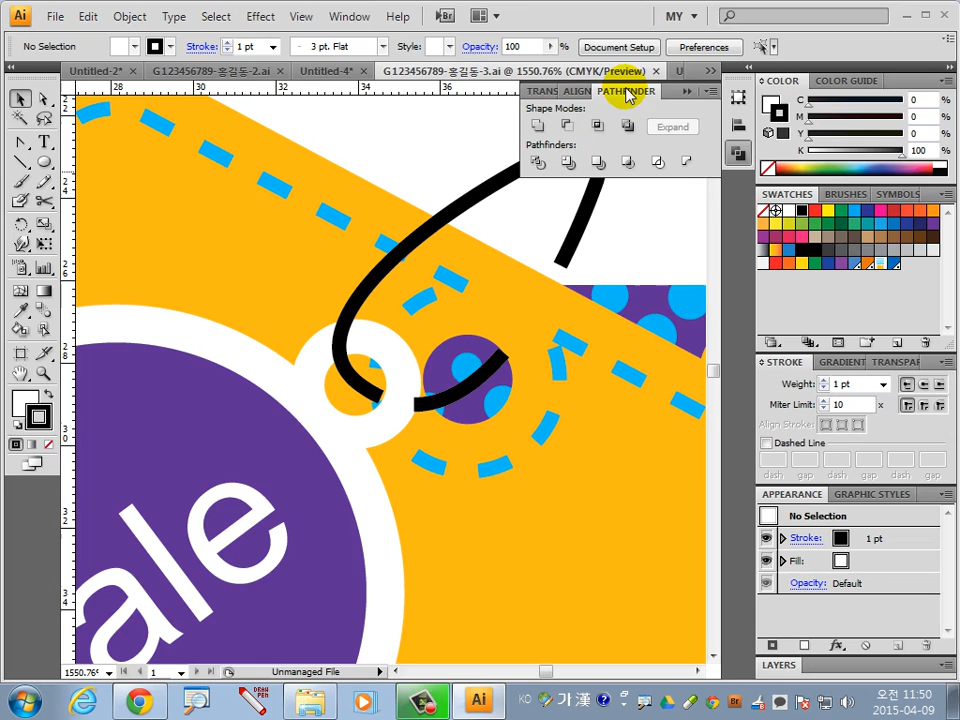 Ai File Edit Object Type Select Effect View Window Help Br MY
No Selection Stroke: 1 pt 3 pt. Flat Style: Opacity: 100 % Document Setup Preferences
Untitled-2* × G123456789-홍길동-2.ai × Untitled-4* × G123456789-홍길동-3.ai @ 1550.76% (CMYK/Preview) × U
28 30 32 34 36
TRANS ALIGN PATHFINDER
Shape Modes:
Expand
Pathfinders:
COLOR COLOR GUIDE
C 0 %
M 0 %
Y 0 %
K 100 %
SWATCHES BRUSHES SYMBOLS
STROKE GRADIENT TRANSPAR
Weight: 1 pt
Miter Limit: 10 x
Align Stroke:
Dashed Line
dash gap dash gap dash gap
APPEARANCE GRAPHIC STYLES
No Selection
Stroke: 1 pt
Fill:
Opacity: Default
LAYERS
ale
1550.76% 1 Unmanaged File
Ai KO 가 漢
오전 11:50
2015-04-09